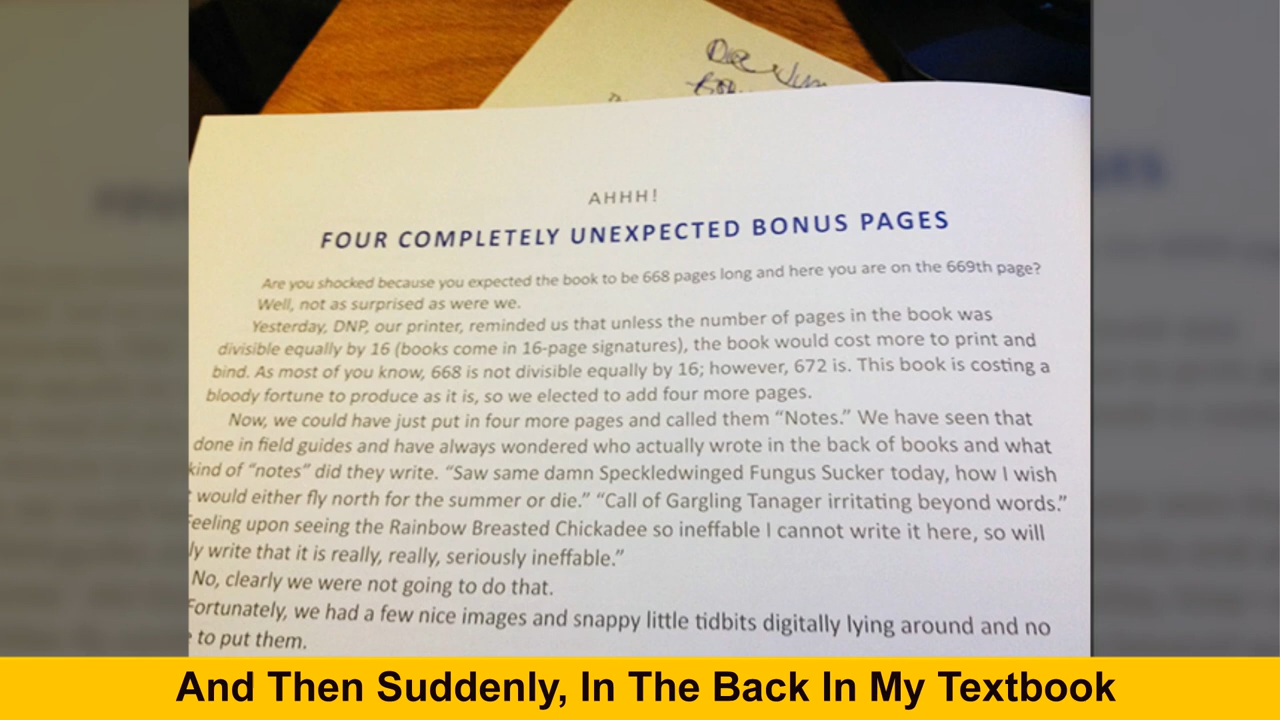 AHHH!
FOUR COMPLETELY UNEXPECTED BONUS PAGES
Are you shocked because you expected the book to be 668 pages long and here you are on the 669th page?
Well, not as surprised as were we.
Yesterday, DNP, our printer, reminded us that unless the number of pages in the book was
divisible equally by 16 (books come in 16-page signatures), the book would cost more to print and
bind. As most of you know, 668 is not divisible equally by 16; however, 672 is. This book is costing a
bloody fortune to produce as it is, so we elected to add four more pages.
Now, we could have just put in four more pages and called them “Notes.” We have seen that
done in field guides and have always wondered who actually wrote in the back of books and what
kind of “notes” did they write. “Saw same damn Speckledwinged Fungus Sucker today, how I wish
would either fly north for the summer or die.” “Call of Gargling Tanager irritating beyond words.”
Feeling upon seeing the Rainbow Breasted Chickadee so ineffable I cannot write it here, so will
ly write that it is really, really, seriously ineffable.”
No, clearly we were not going to do that.
Fortunately, we had a few nice images and snappy little tidbits digitally lying around and no
to put them.
And Then Suddenly, In The Back In My Textbook